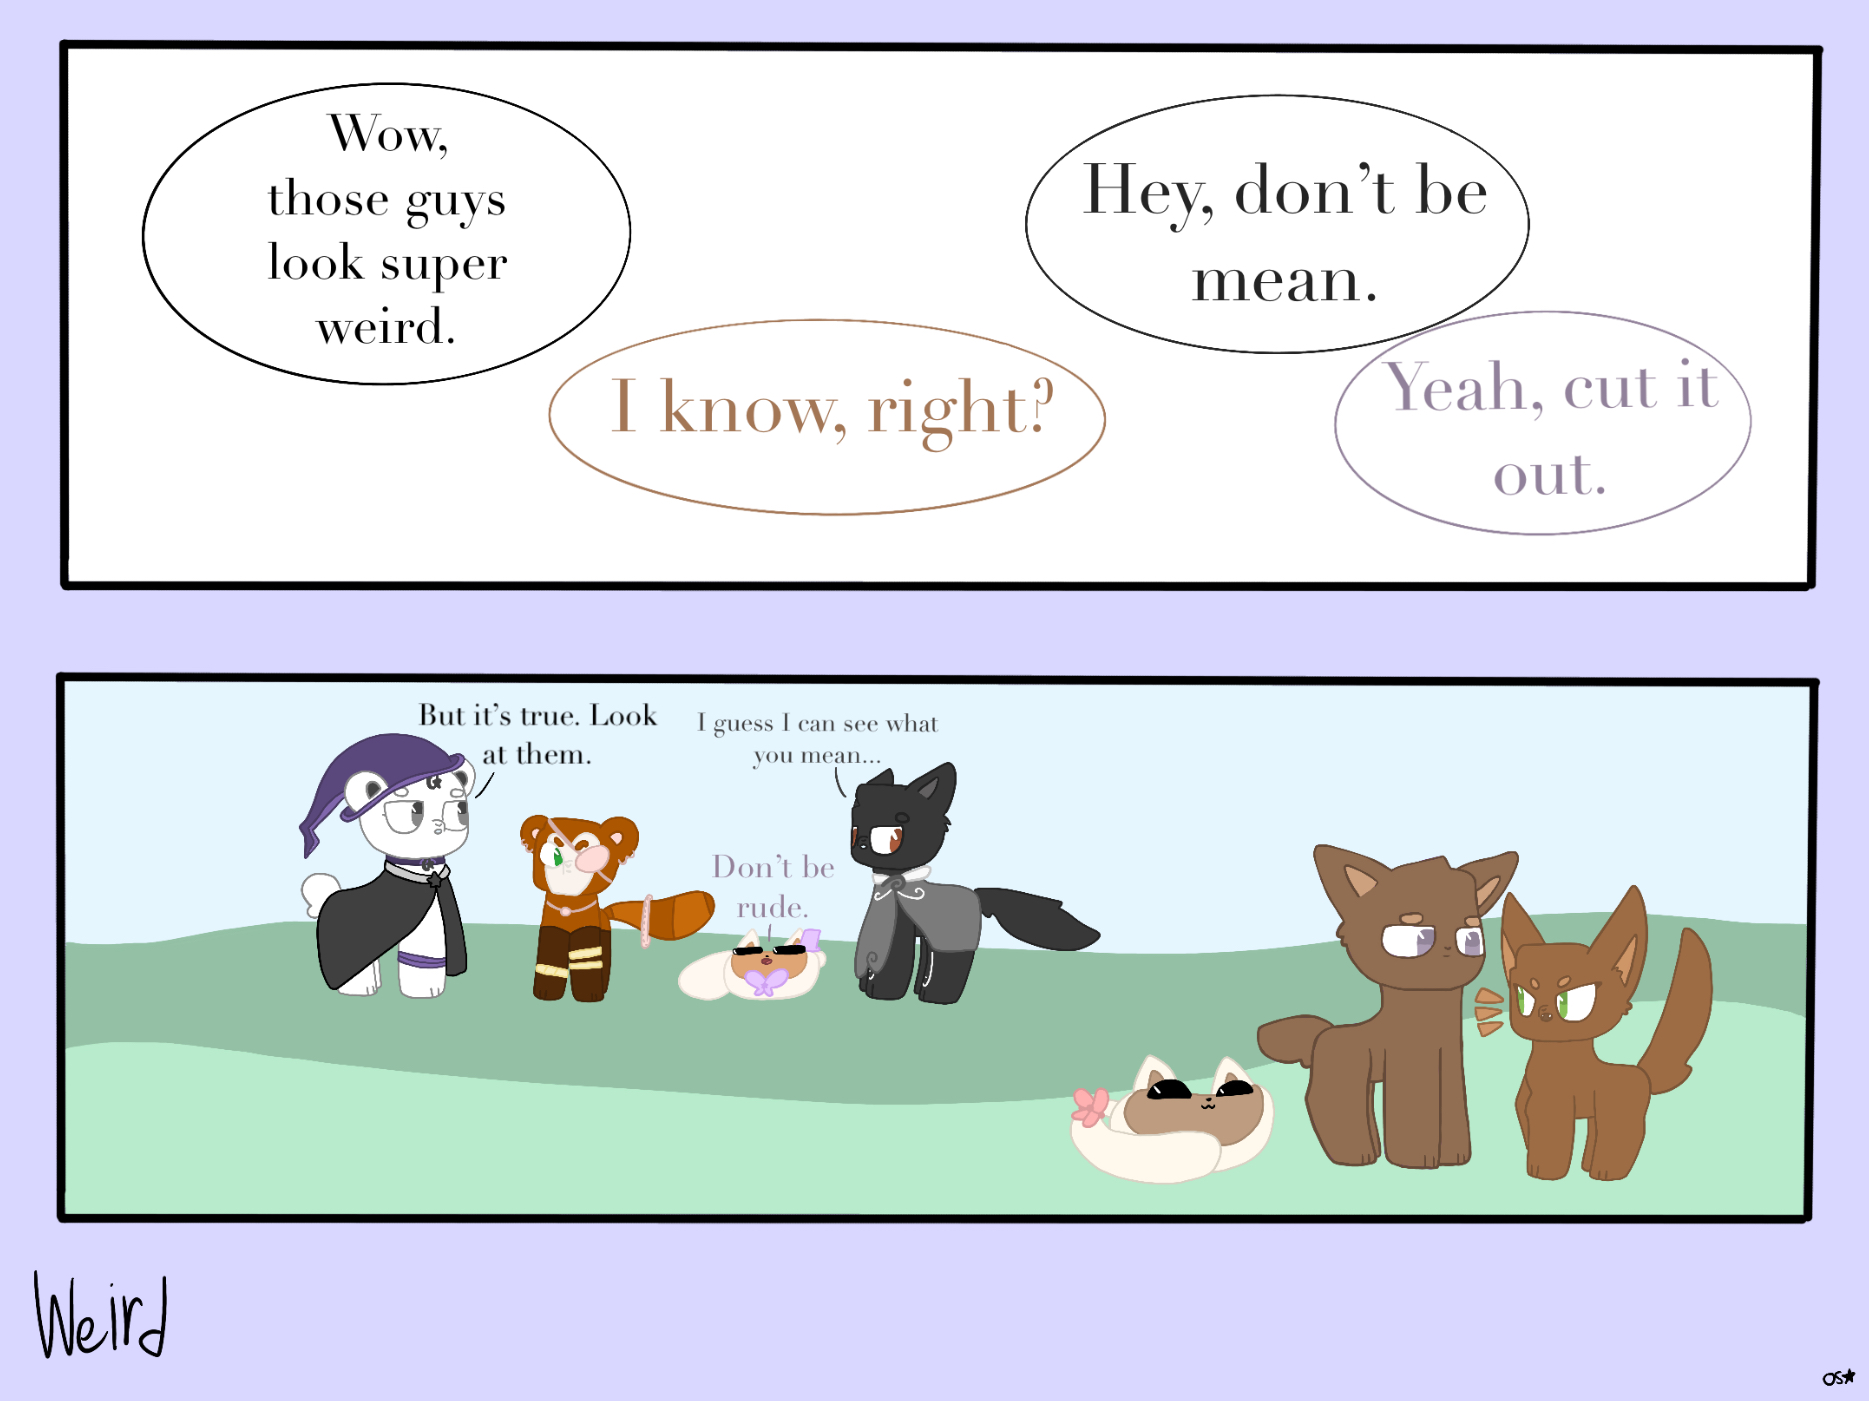 Wow,
those guys
look super
weird.
I know, right?
Hey, don't be
mean.
Yeah, cut it
out.
But it's true. Look
at them.
I guess I can see what
you mean...
Don't be
rude.
Weird
OS★